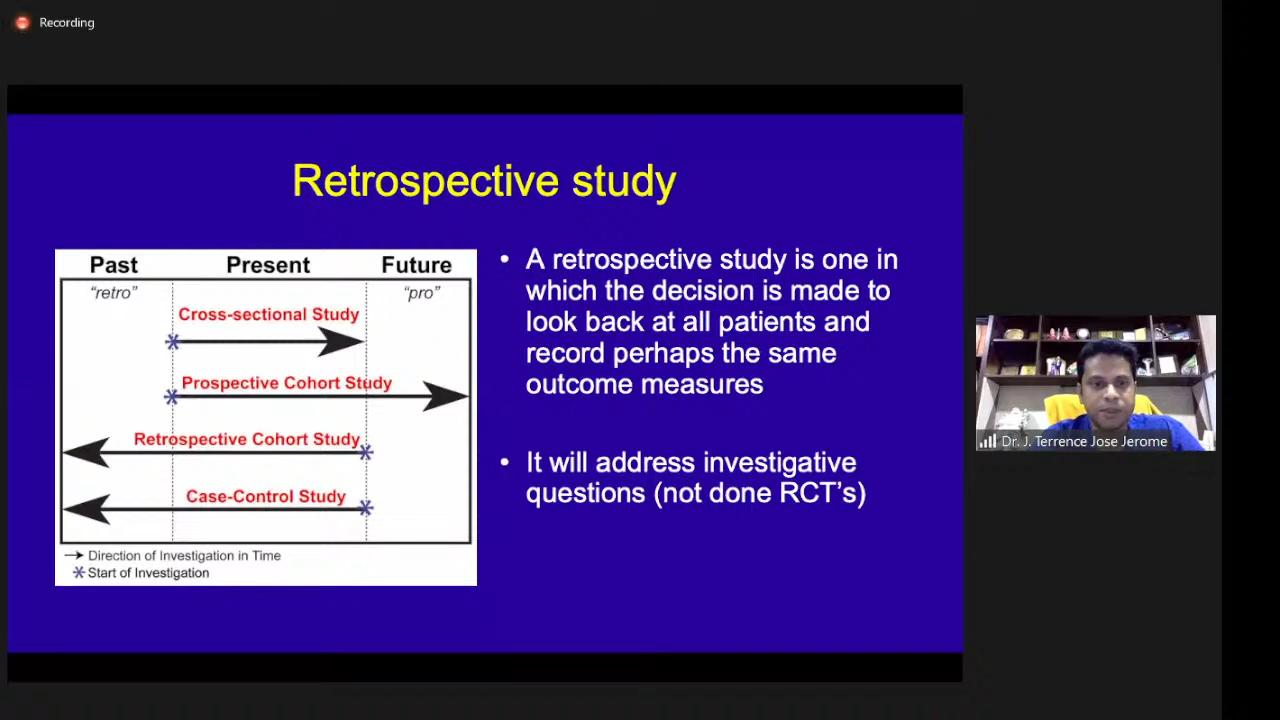 Recording
Retrospective study
Past Present Future
“retro” “pro”
Cross-sectional Study
Prospective Cohort Study
Retrospective Cohort Study
Case-Control Study
Direction of Investigation in Time
Start of Investigation
• A retrospective study is one in
which the decision is made to
look back at all patients and
record perhaps the same
outcome measures
• It will address investigative
questions (not done RCT’s)
Dr. J. Terrence Jose Jerome